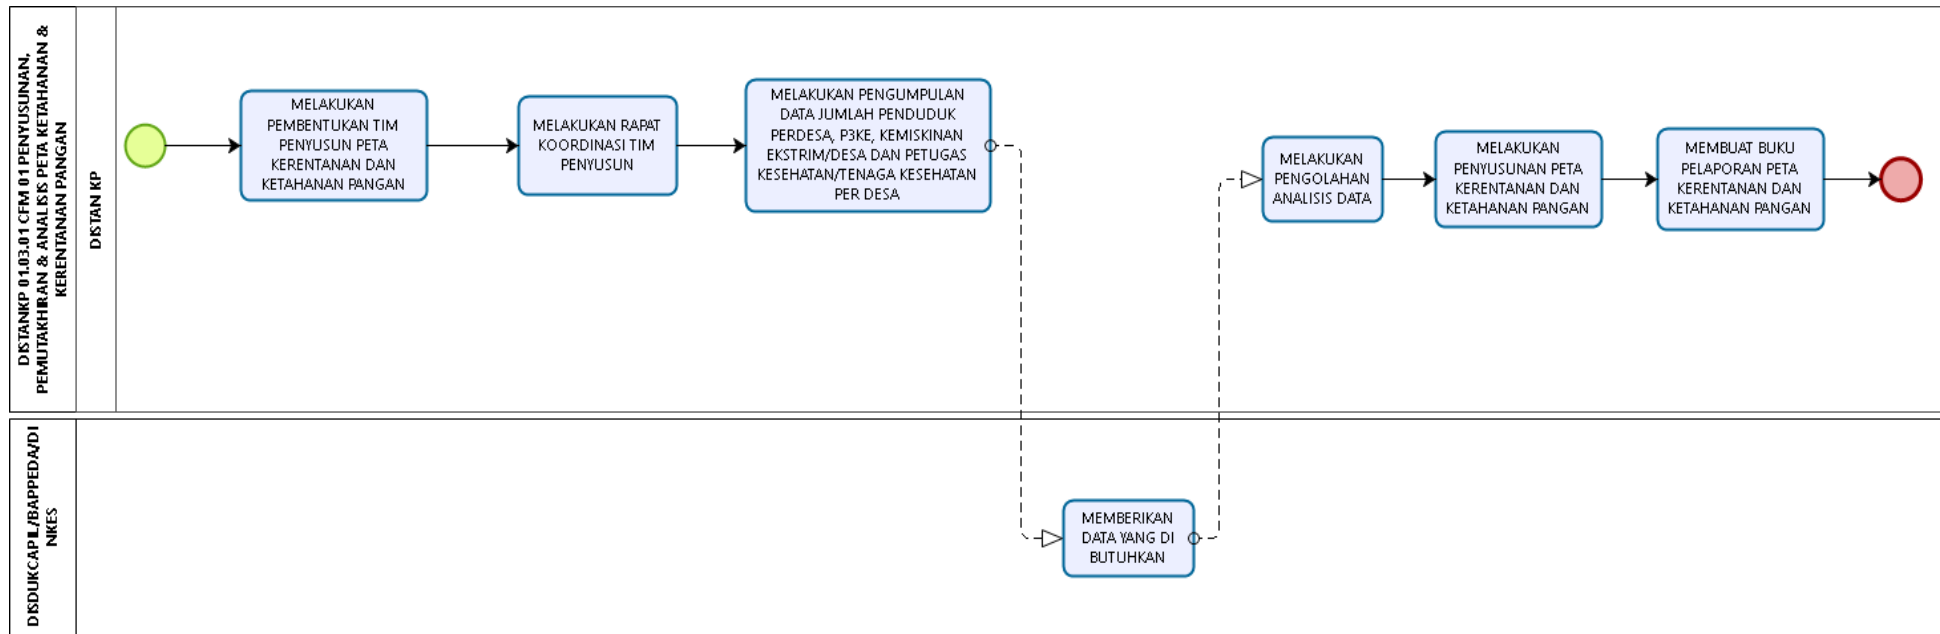 DISTANKP 01.03.01 CFM 01 PENYUSUNAN,
PEMUTAKHIRAN & ANALISIS PETA KETAHANAN &
KERENTANAN PANGAN
DISTAN KP
MELAKUKAN
PEMBENTUKAN TIM
PENYUSUN PETA
KERENTANAN DAN
KETAHANAN PANGAN
MELAKUKAN RAPAT
KOORDINASI TIM
PENYUSUN
MELAKUKAN PENGUMPULAN
DATA JUMLAH PENDUDUK
PERDESA, P3KE, KEMISKINAN
EKSTRIM/DESA DAN PETUGAS
KESEHATAN/TENAGA KESEHATAN
PER DESA
MELAKUKAN
PENGOLAHAN
ANALISIS DATA
MELAKUKAN
PENYUSUNAN PETA
KERENTANAN DAN
KETAHANAN PANGAN
MEMBUAT BUKU
PELAPORAN PETA
KERENTANAN DAN
KETAHANAN PANGAN
DISDUKCAPIL/BAPPEDA/DI
NKES
MEMBERIKAN
DATA YANG DI
BUTUHKAN